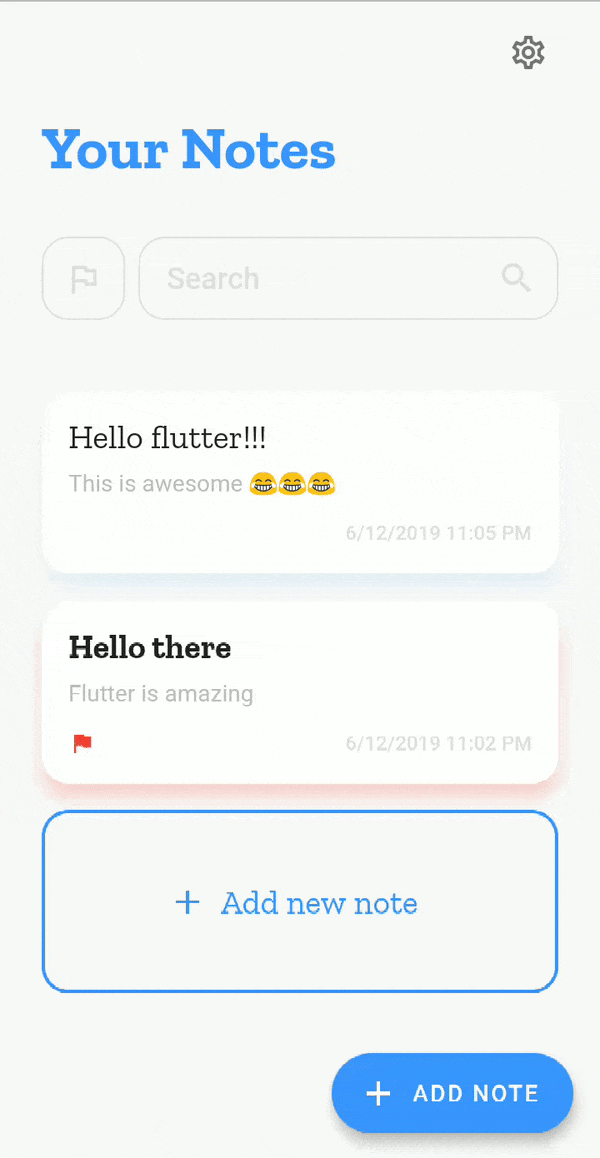 Your Notes
Search
Hello flutter!!!
This is awesome 😂😂😂
6/12/2019 11:05 PM
Hello there
Flutter is amazing
6/12/2019 11:02 PM
+ Add new note
+ ADD NOTE